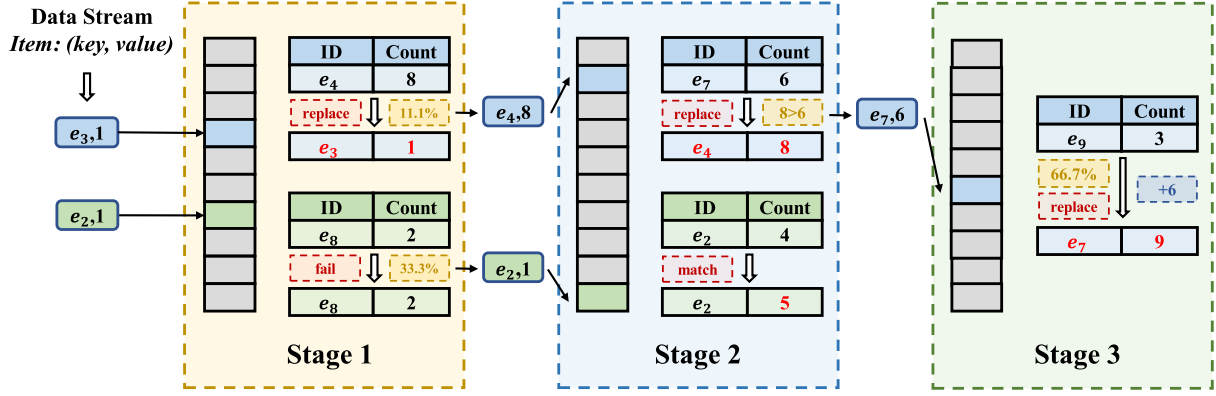 Data Stream
Item: (key, value)
e₃,1
e₂,1
ID Count
e₄ 8
replace 11.1%
e₃ 1
ID Count
e₈ 2
fail 33.3%
e₈ 2
Stage 1
e₄,8
e₂,1
ID Count
e₇ 6
replace 8>6
e₄ 8
ID Count
e₂ 4
match
e₂ 5
Stage 2
e₇,6
ID Count
e₉ 3
66.7%
+6
replace
e₇ 9
Stage 3